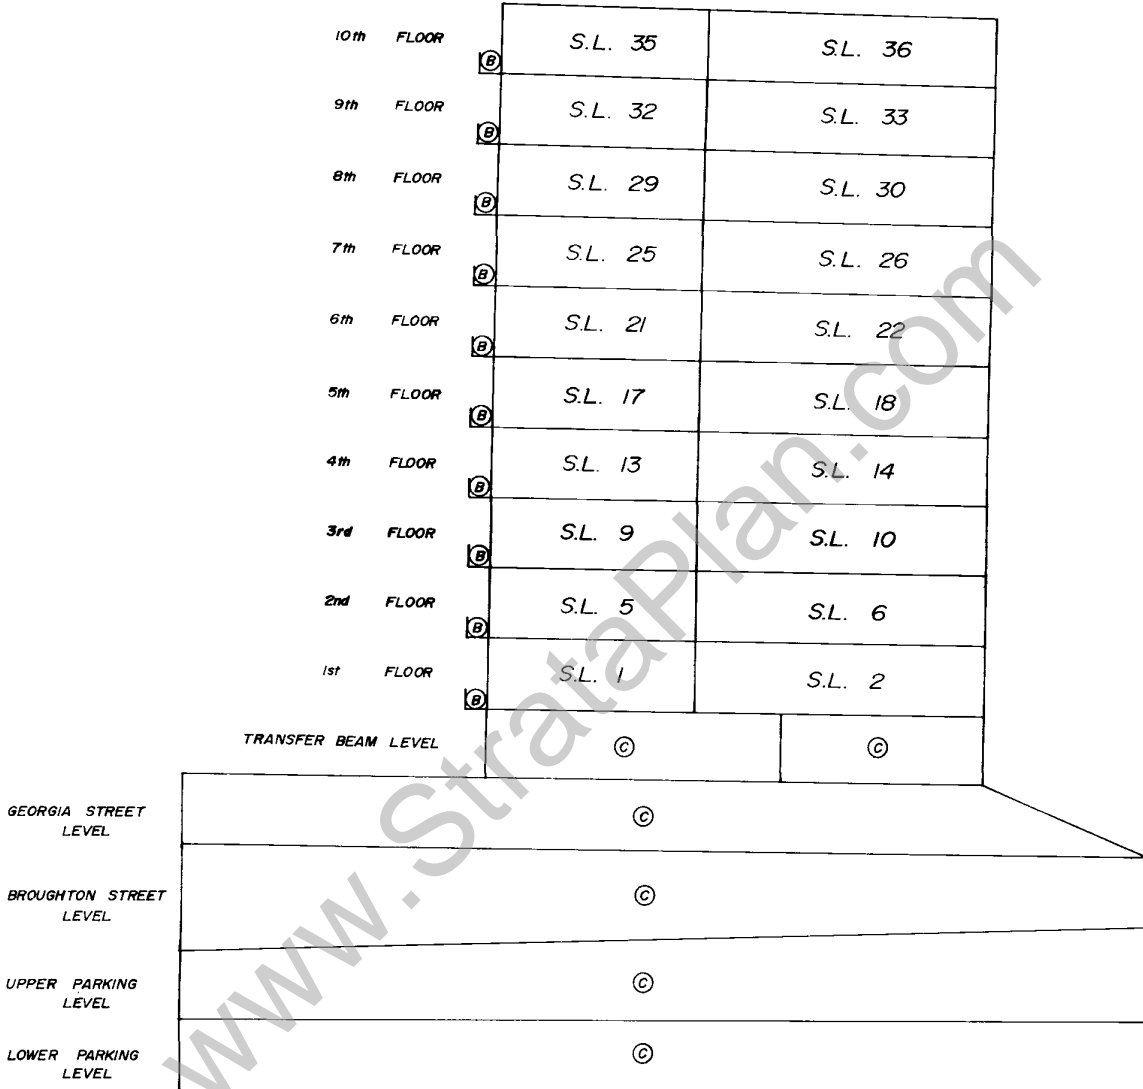 10th FLOOR B S.L. 35 S.L. 36
9th FLOOR B S.L. 32 S.L. 33
8th FLOOR B S.L. 29 S.L. 30
7th FLOOR B S.L. 25 S.L. 26
6th FLOOR B S.L. 21 S.L. 22
5th FLOOR B S.L. 17 S.L. 18
4th FLOOR B S.L. 13 S.L. 14
3rd FLOOR B S.L. 9 S.L. 10
2nd FLOOR B S.L. 5 S.L. 6
1st FLOOR B S.L. 1 S.L. 2
TRANSFER BEAM LEVEL C C
GEORGIA STREET
LEVEL
C
BROUGHTON STREET
LEVEL
C
UPPER PARKING
LEVEL
C
LOWER PARKING
LEVEL
C
www.StrataPlan.com